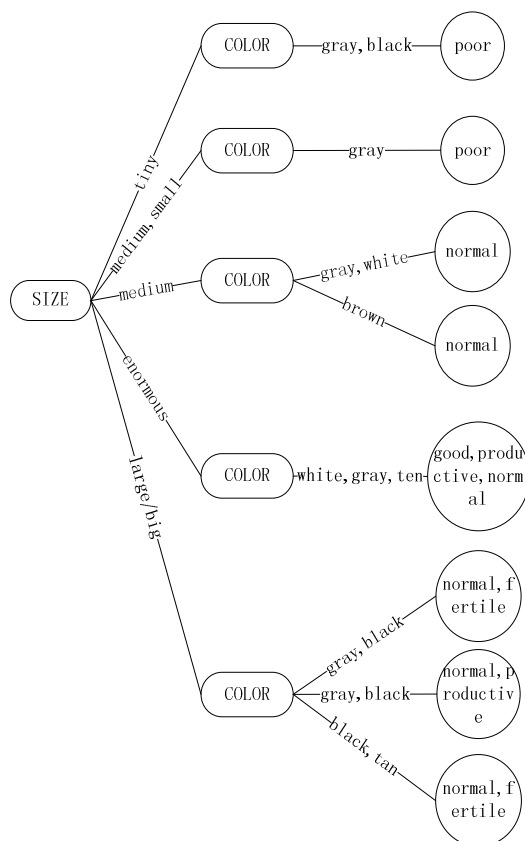 COLOR
gray,black
poor
tiny
COLOR
gray
poor
medium,small
SIZE
medium
COLOR
gray,white
normal
brown
normal
enormous
COLOR
white,gray,ten
good,produ
ctive,norm
al
large/big
COLOR
gray,black
normal,f
ertile
gray,black
normal,p
roductiv
e
black,tan
normal,f
ertile